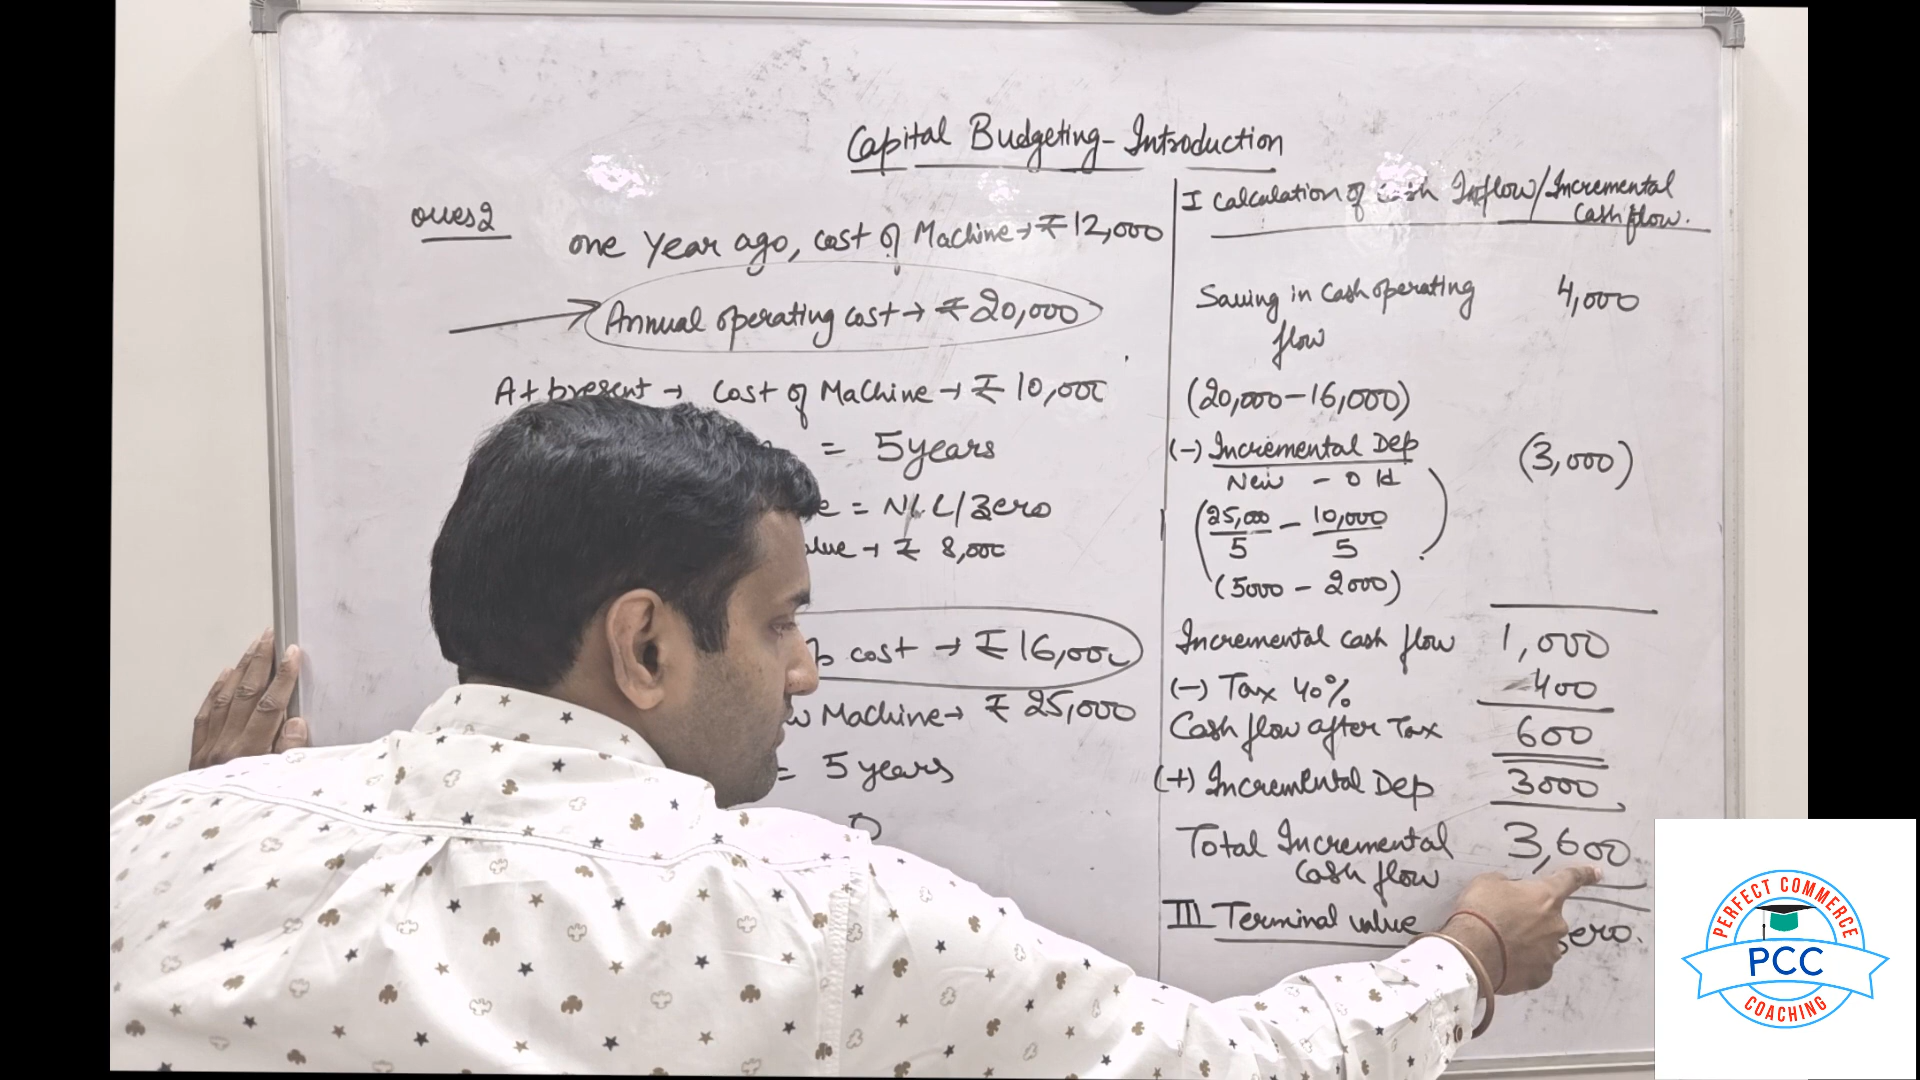 Capital Budgeting - Introduction
Ques 2
one Year ago, cost of Machine → ₹ 12,000
Annual operating cost → ₹ 20,000
At present → Cost of Machine → ₹ 10,000
= 5 years
= NIL/Zero
→ ₹ 8,000
cost → ₹ 16,000
Machine → ₹ 25,000
= 5 years
I Calculation of Cash Inflow/Incremental
Cash flow.
Saving in Cash operating 4,000
flow
(20,000 - 16,000)
(-) Incremental Dep (3,000)
New - Old
(25,000/5 - 10,000/5)
(5000 - 2000)
Incremental cash flow 1,000
(-) Tax 40% 400
Cash flow after Tax 600
(+) Incremental Dep 3000
Total Incremental 3,600
Cash flow
III Terminal value
PERFECT COMMERCE
PCC
COACHING